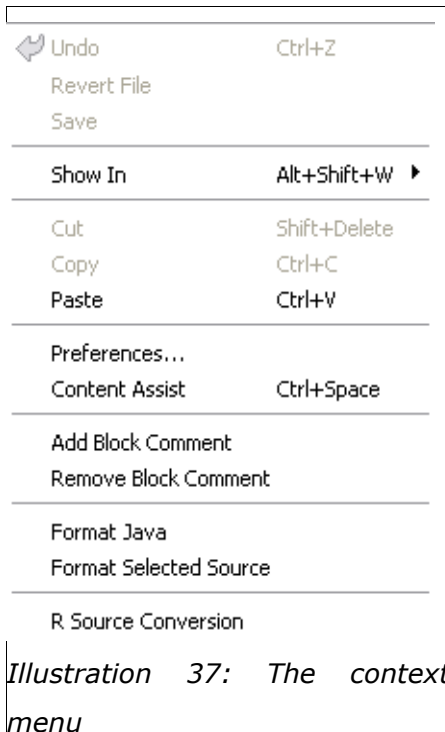 Undo Ctrl+Z
Revert File
Save
Show In Alt+Shift+W
Cut Shift+Delete
Copy Ctrl+C
Paste Ctrl+V
Preferences...
Content Assist Ctrl+Space
Add Block Comment
Remove Block Comment
Format Java
Format Selected Source
R Source Conversion
Illustration 37: The context
menu